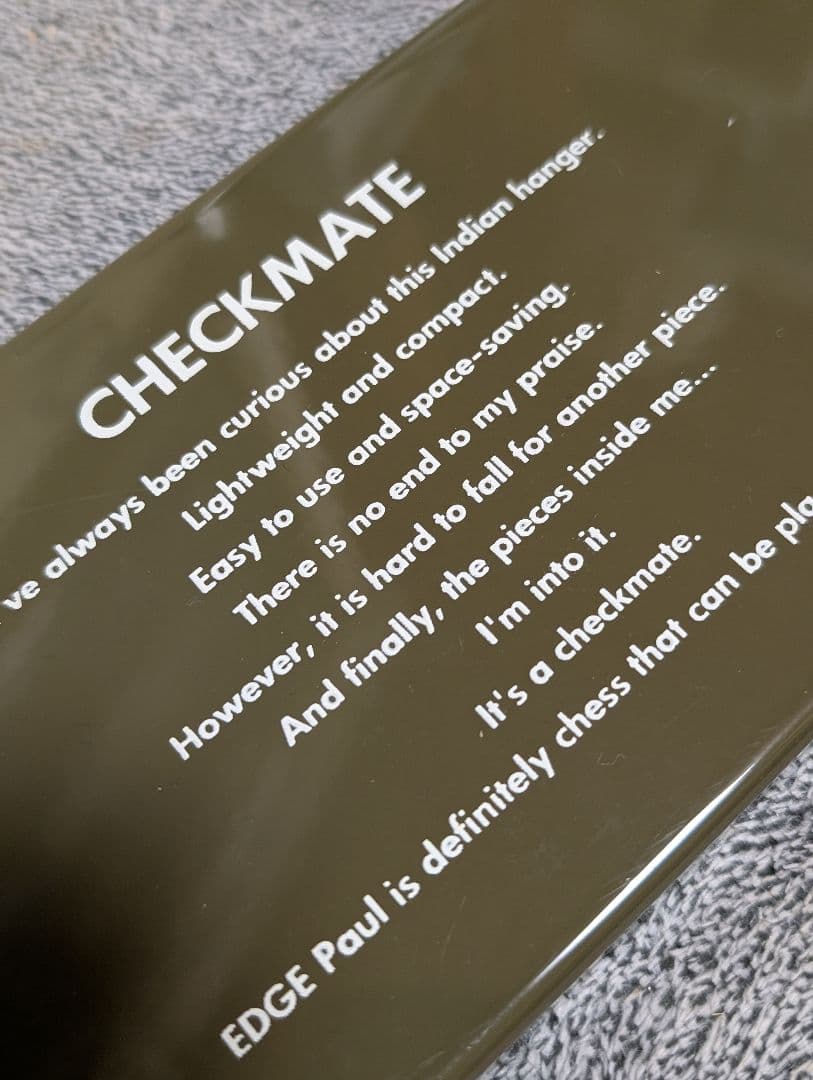 CHECKMATE
've always been curious about this Indian hanger.
Lightweight and compact.
Easy to use and space-saving.
There is no end to my praise.
However, it is hard to fall for another piece.
And finally, the pieces inside me...
I'm into it.
It's a checkmate.
EDGE Paul is definitely chess that can be pla